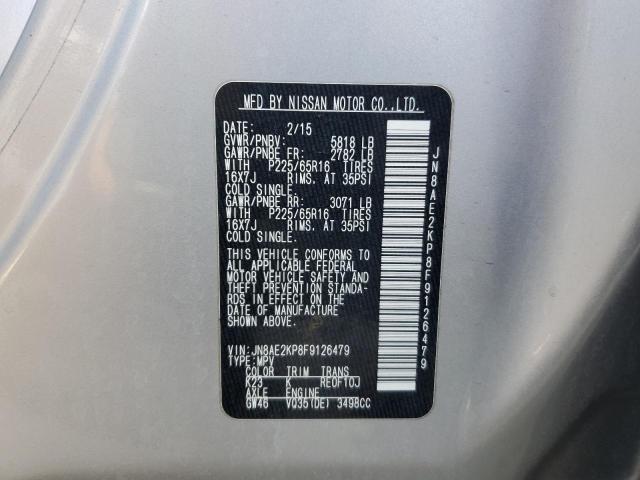 MFD BY NISSAN MOTOR CO.,LTD.
DATE: 2/15
GVWR/PNBV: 5818 LB
GAWR/PNBE FR: 2782 LB
WITH P225/65R16 TIRES
16X7J RIMS. AT 35PSI
COLD SINGLE.
GAWR/PNBE RR: 3071 LB
WITH P225/65R16 TIRES
16X7J RIMS. AT 35PSI
COLD SINGLE.
THIS VEHICLE CONFORMS TO
ALL APPLICABLE FEDERAL
MOTOR VEHICLE SAFETY AND
THEFT PREVENTION STANDA-
RDS IN EFFECT ON THE
DATE OF MANUFACTURE
SHOWN ABOVE.
VIN: JN8AE2KP8F9126479
TYPE: MPV
COLOR TRIM TRANS
K23 K RE0F10J
AXLE ENGINE
GW46 VQ35(DE) 3498CC
JN8AE2KP8F9126479